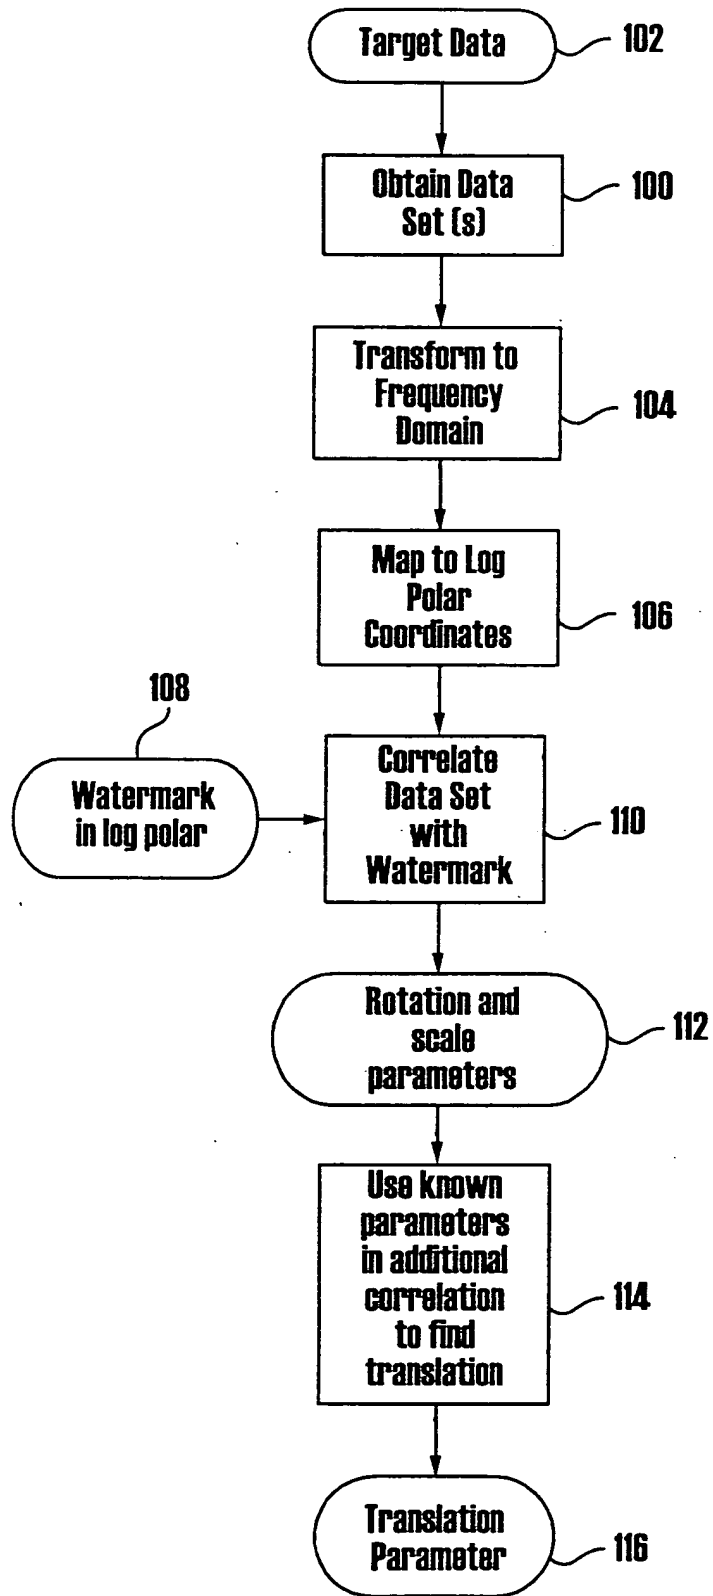 Target Data
102
Obtain Data
Set (s)
100
Transform to
Frequency
Domain
104
Map to Log
Polar
Coordinates
106
108
Watermark
in log polar
Correlate
Data Set
with
Watermark
110
Rotation and
scale
parameters
112
Use known
parameters
in additional
correlation
to find
translation
114
Translation
Parameter
116